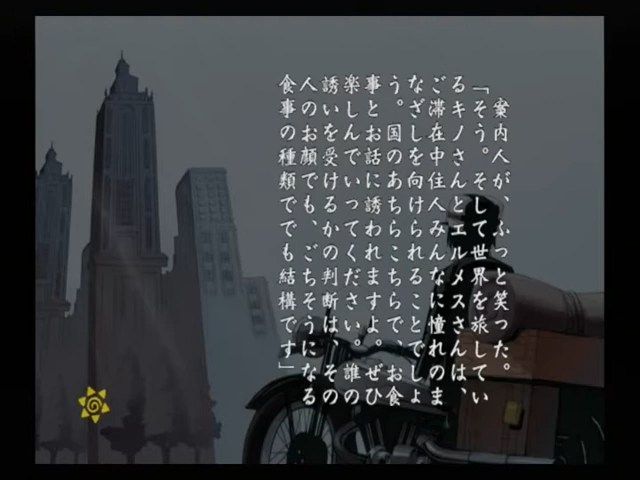 案内人が、ふっと笑った。
「そう。そして世界を旅してい
るキノさんとエルメスさんは、
ご滞在中住人みんなに憧れのま
なざしを向けられることでしょ
う。国のあちらこちらで、お食
事とお話に誘われますよ。ぜひ
楽しんでいってください。誰の
誘いを受けるかの判断は、その
人のお顔でも、ごちそうになる
食事の種類ででも結構です」